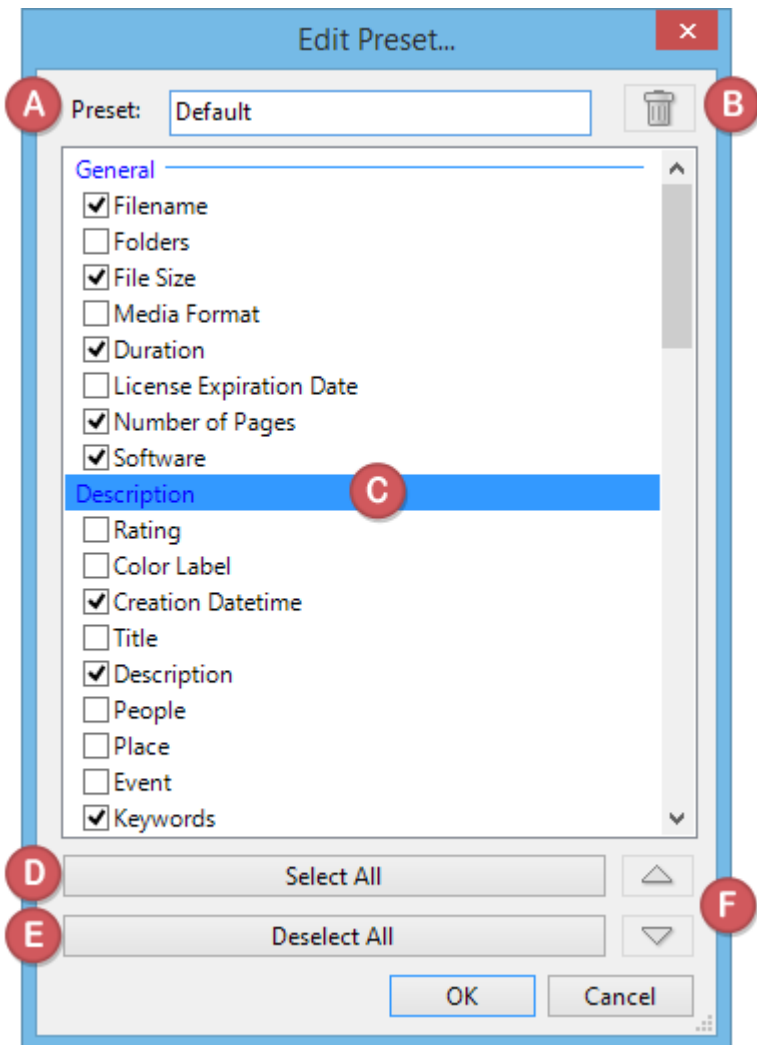 Edit Preset...
A Preset: Default B
General
Filename
Folders
File Size
Media Format
Duration
License Expiration Date
Number of Pages
Software
Description C
Rating
Color Label
Creation Datetime
Title
Description
People
Place
Event
Keywords
D Select All
F
E Deselect All
OK Cancel